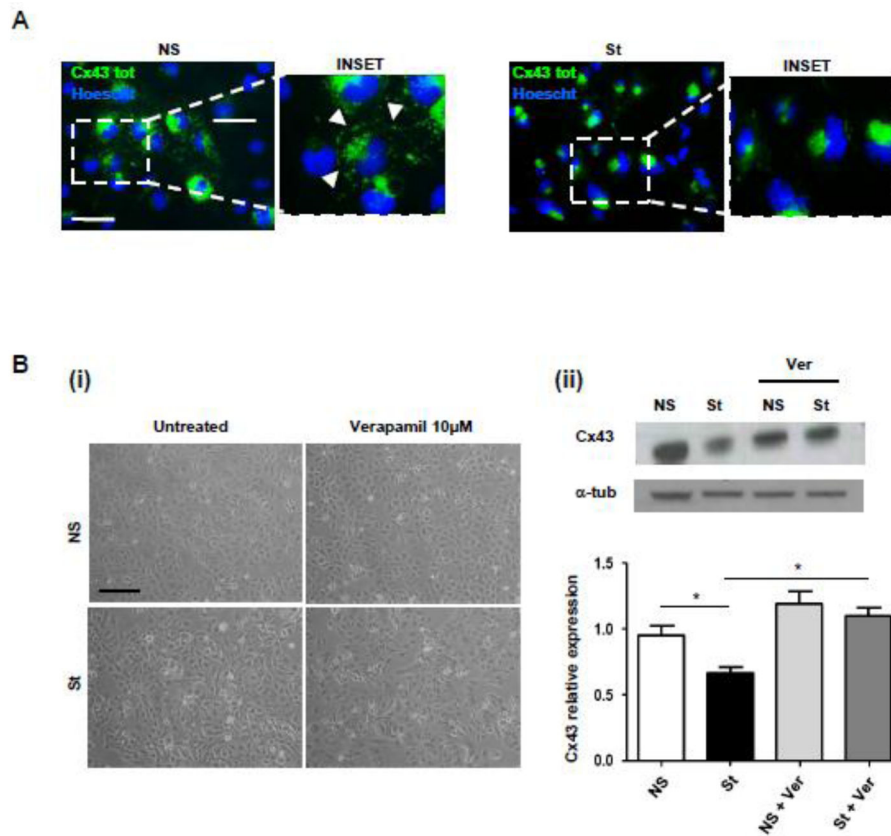 A
NS
St
Cx43 tot
Hoescht
INSET
Cx43 tot
Hoescht
INSET
B
(i)
Untreated
Verapamil 10µM
NS
St
(ii)
Ver
NS St NS St
Cx43
α-tub
Cx43 relative expression
1.5
1.0
0.5
0.0
*
*
NS
St
NS + Ver
St + Ver